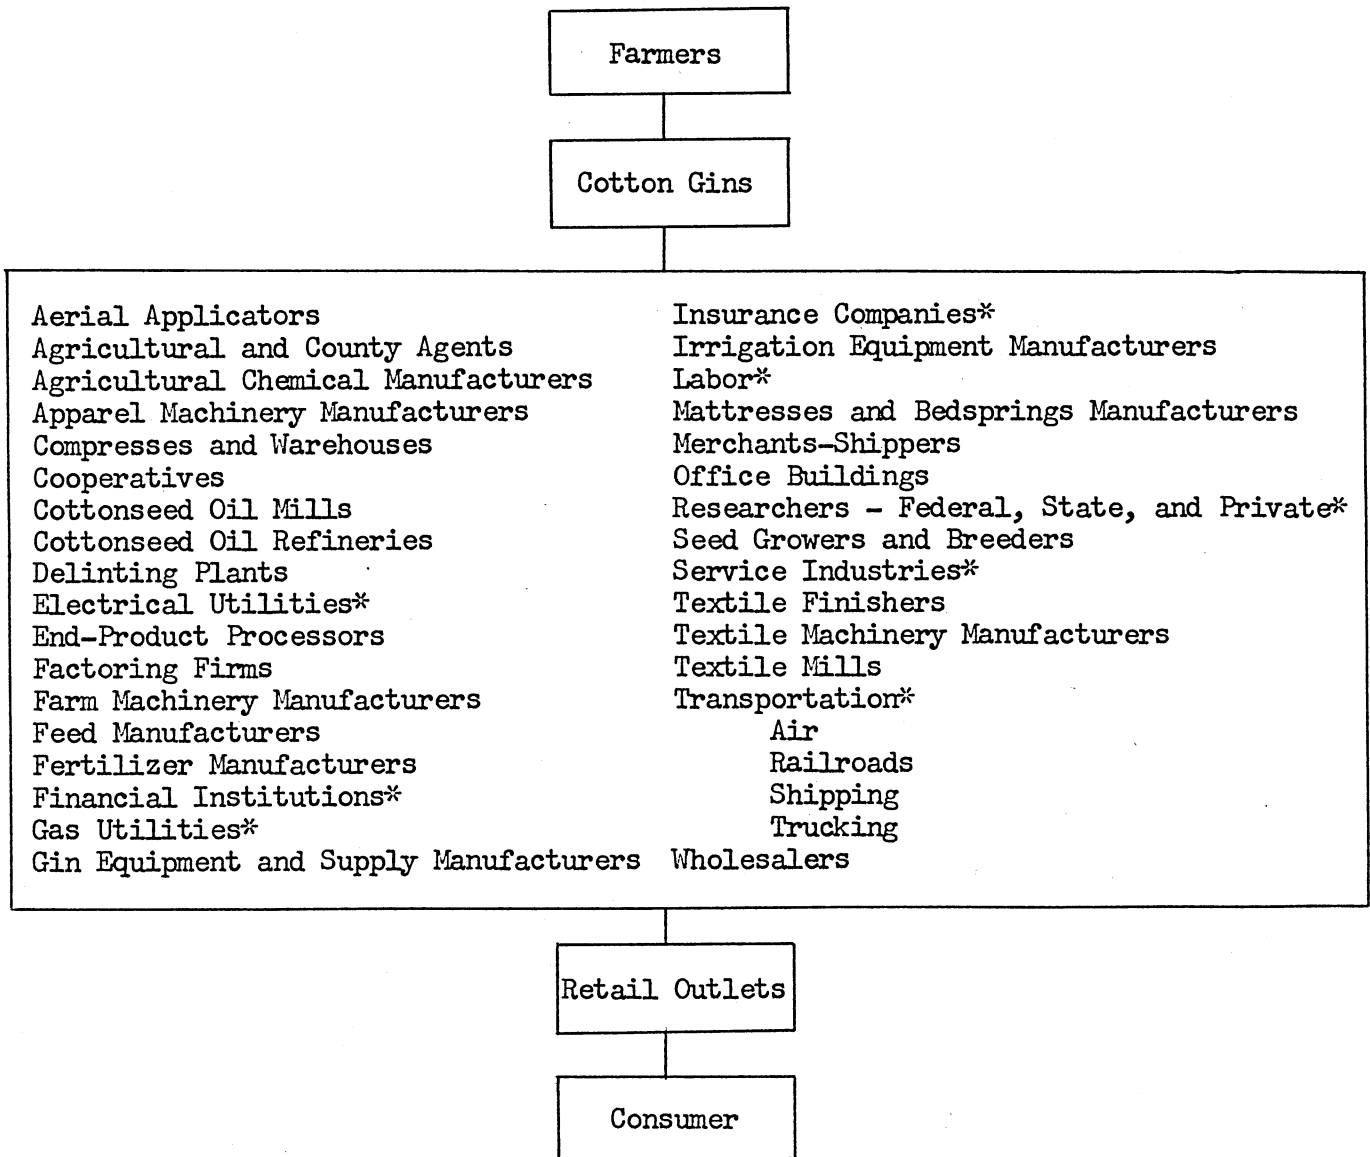 Farmers
Cotton Gins
Aerial Applicators
Agricultural and County Agents
Agricultural Chemical Manufacturers
Apparel Machinery Manufacturers
Compresses and Warehouses
Cooperatives
Cottonseed Oil Mills
Cottonseed Oil Refineries
Delinting Plants
Electrical Utilities*
End-Product Processors
Factoring Firms
Farm Machinery Manufacturers
Feed Manufacturers
Fertilizer Manufacturers
Financial Institutions*
Gas Utilities*
Gin Equipment and Supply Manufacturers
Insurance Companies*
Irrigation Equipment Manufacturers
Labor*
Mattresses and Bedsprings Manufacturers
Merchants-Shippers
Office Buildings
Researchers - Federal, State, and Private*
Seed Growers and Breeders
Service Industries*
Textile Finishers
Textile Machinery Manufacturers
Textile Mills
Transportation*
Air
Railroads
Shipping
Trucking
Wholesalers
Retail Outlets
Consumer